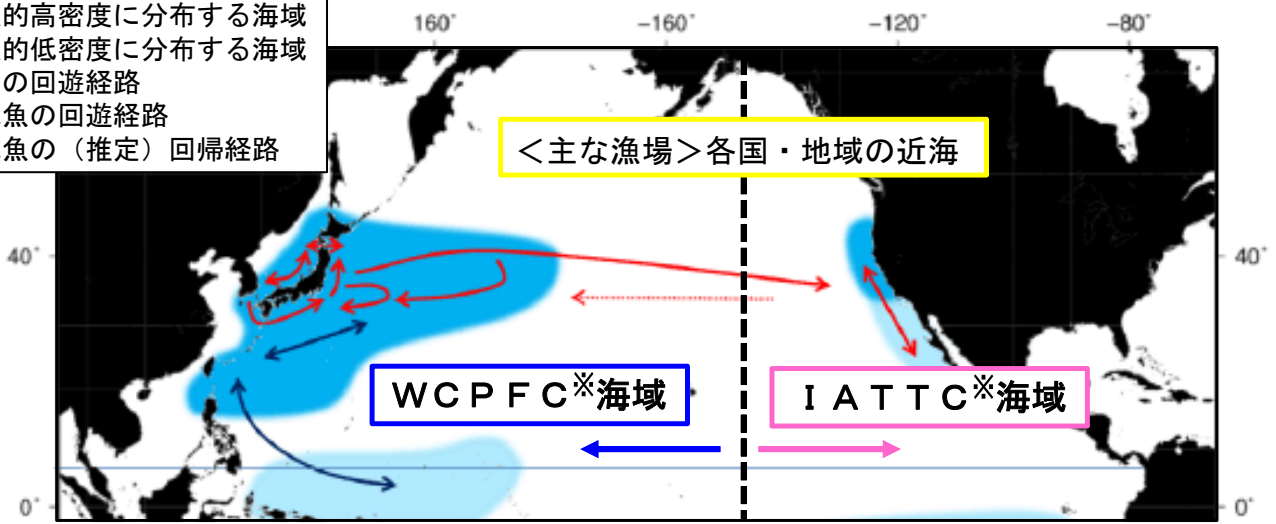 的高密度に分布する海域
的低密度に分布する海域
の回遊経路
魚の回遊経路
魚の（推定）回帰経路
160° -160° -120° -80°
＜主な漁場＞各国・地域の近海
40° 40°
ＷＣＰＦＣ※海域
ＩＡＴＴＣ※海域
0° 0°